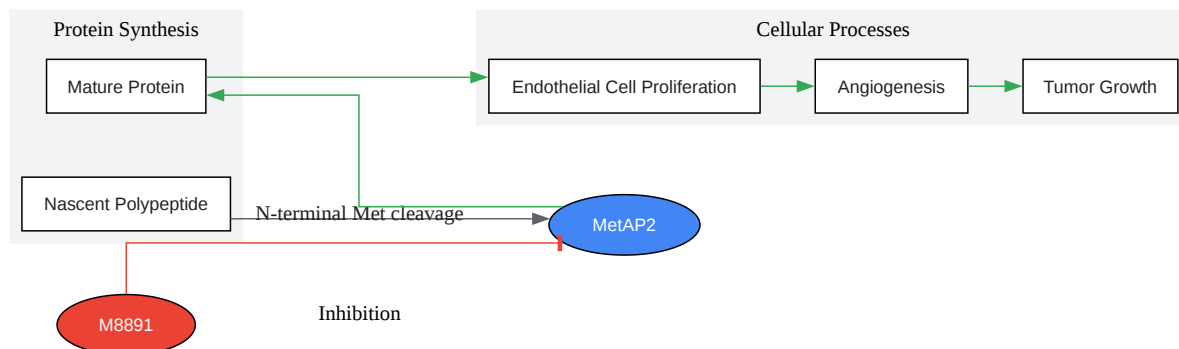 Protein Synthesis
Cellular Processes
Mature Protein
Endothelial Cell Proliferation
Angiogenesis
Tumor Growth
Nascent Polypeptide
N-terminal Met cleavage
MetAP2
Inhibition
M8891